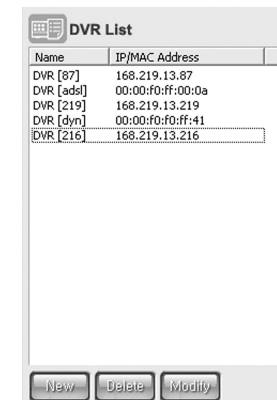 DVR List
Name IP/MAC Address
DVR [87] 168.219.13.87
DVR [adsl] 00:00:f0:ff:00:0a
DVR [219] 168.219.13.219
DVR [dyn] 00:00:f0:f0:ff:41
DVR [216] 168.219.13.216
New Delete Modify